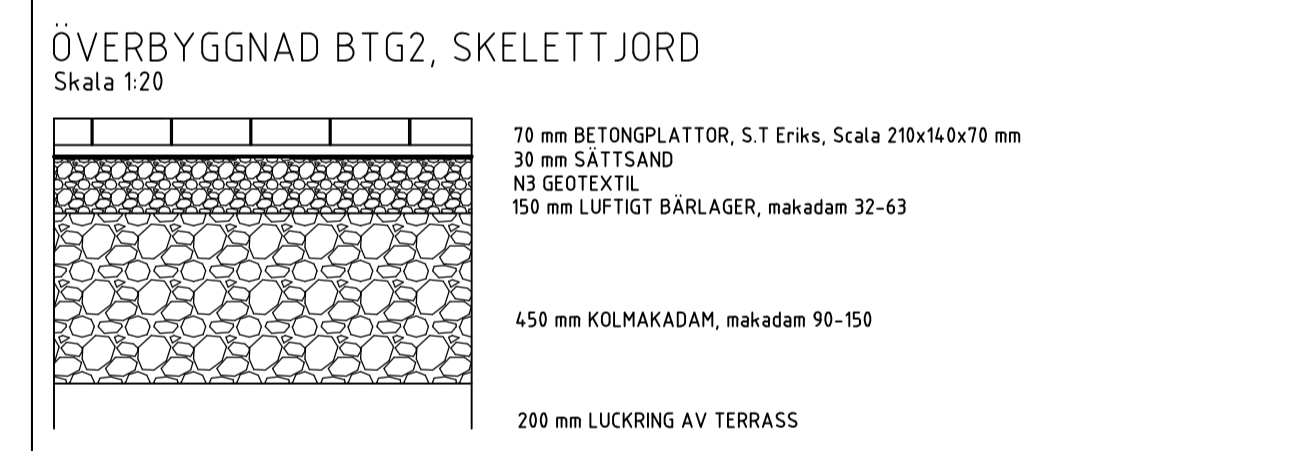 ÖVERBYGGNAD BTG2, SKELETTJORD
Skala 1:20
70 mm BETONGPLATTOR, S.T Eriks, Scala 210x140x70 mm
30 mm SÄTTSAND
N3 GEOTEXTIL
150 mm LUFTIGT BÄRLAGER, makadam 32-63
450 mm KOLMAKADAM, makadam 90-150
200 mm LUCKRING AV TERRASS